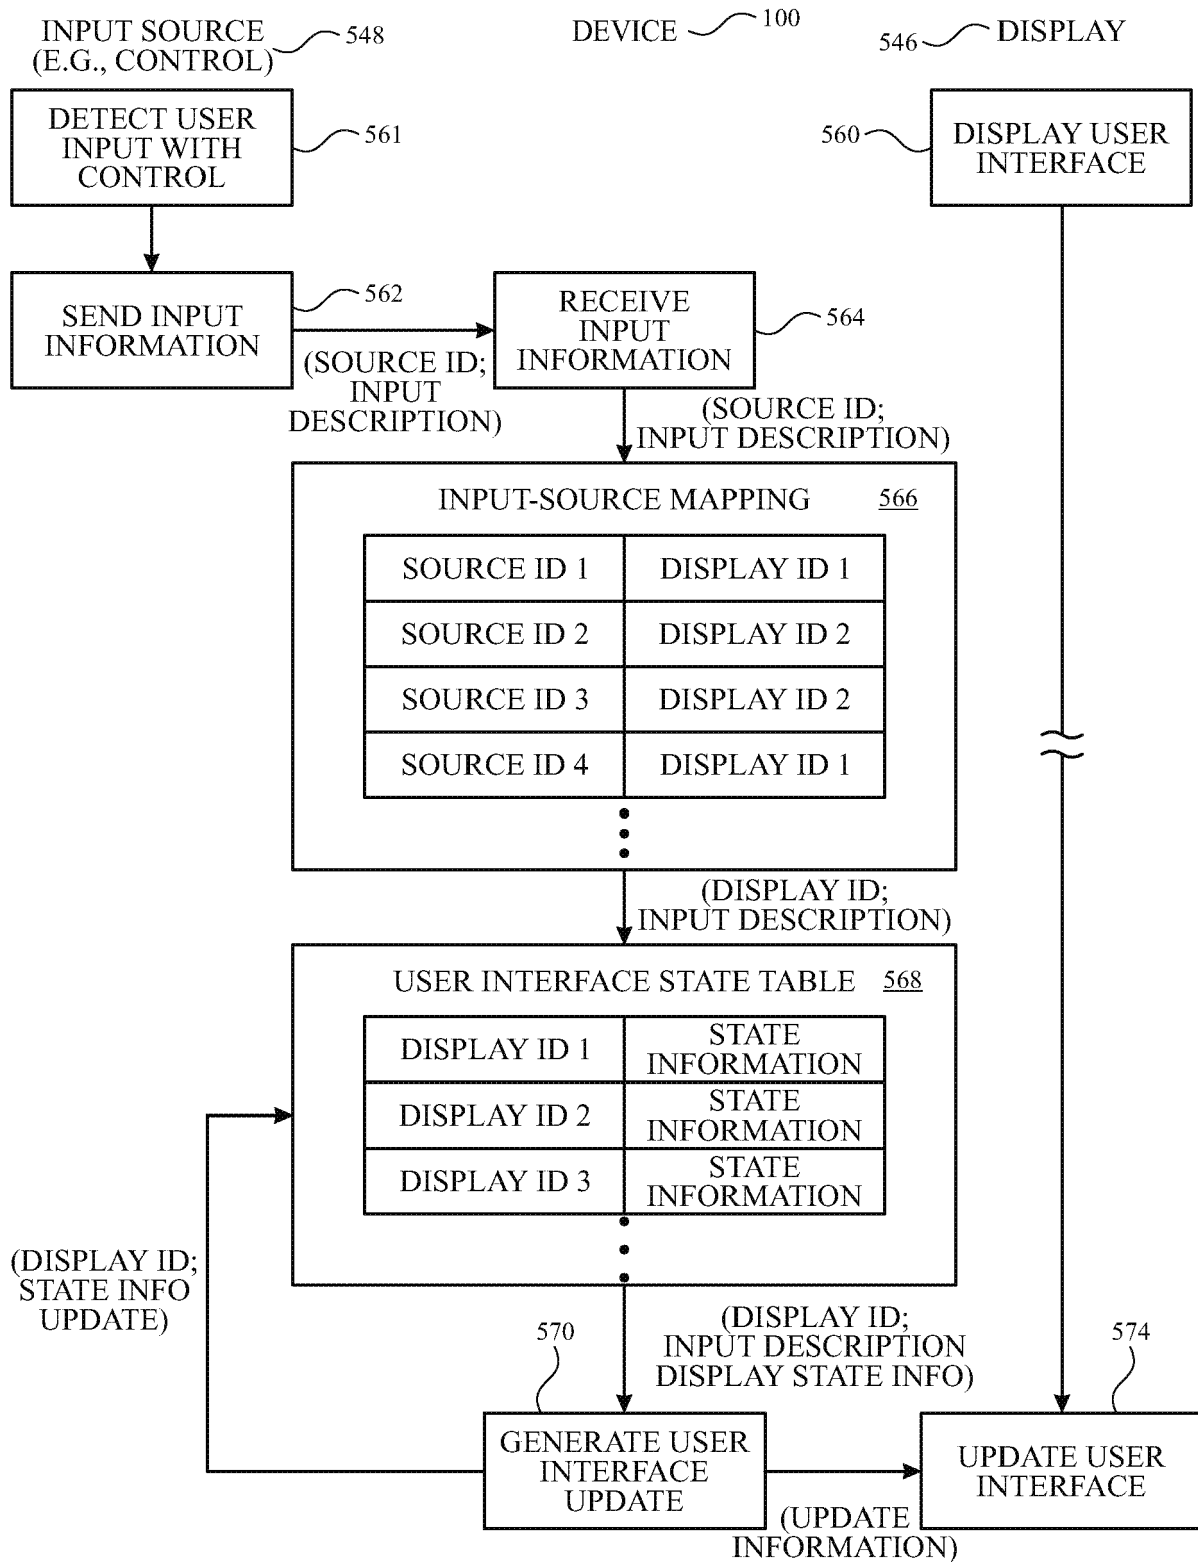 INPUT SOURCE
(E.G., CONTROL)
548
DEVICE
100
546
DISPLAY
DETECT USER
INPUT WITH
CONTROL
561
560
DISPLAY USER
INTERFACE
SEND INPUT
INFORMATION
562
(SOURCE ID;
INPUT
DESCRIPTION)
RECEIVE
INPUT
INFORMATION
564
(SOURCE ID;
INPUT DESCRIPTION)
INPUT-SOURCE MAPPING 566
SOURCE ID 1 DISPLAY ID 1
SOURCE ID 2 DISPLAY ID 2
SOURCE ID 3 DISPLAY ID 2
SOURCE ID 4 DISPLAY ID 1
(DISPLAY ID;
INPUT DESCRIPTION)
USER INTERFACE STATE TABLE 568
DISPLAY ID 1
STATE
INFORMATION
DISPLAY ID 2
STATE
INFORMATION
DISPLAY ID 3
STATE
INFORMATION
(DISPLAY ID;
STATE INFO
UPDATE)
(DISPLAY ID;
INPUT DESCRIPTION
DISPLAY STATE INFO)
570
574
GENERATE USER
INTERFACE
UPDATE
(UPDATE
INFORMATION)
UPDATE USER
INTERFACE